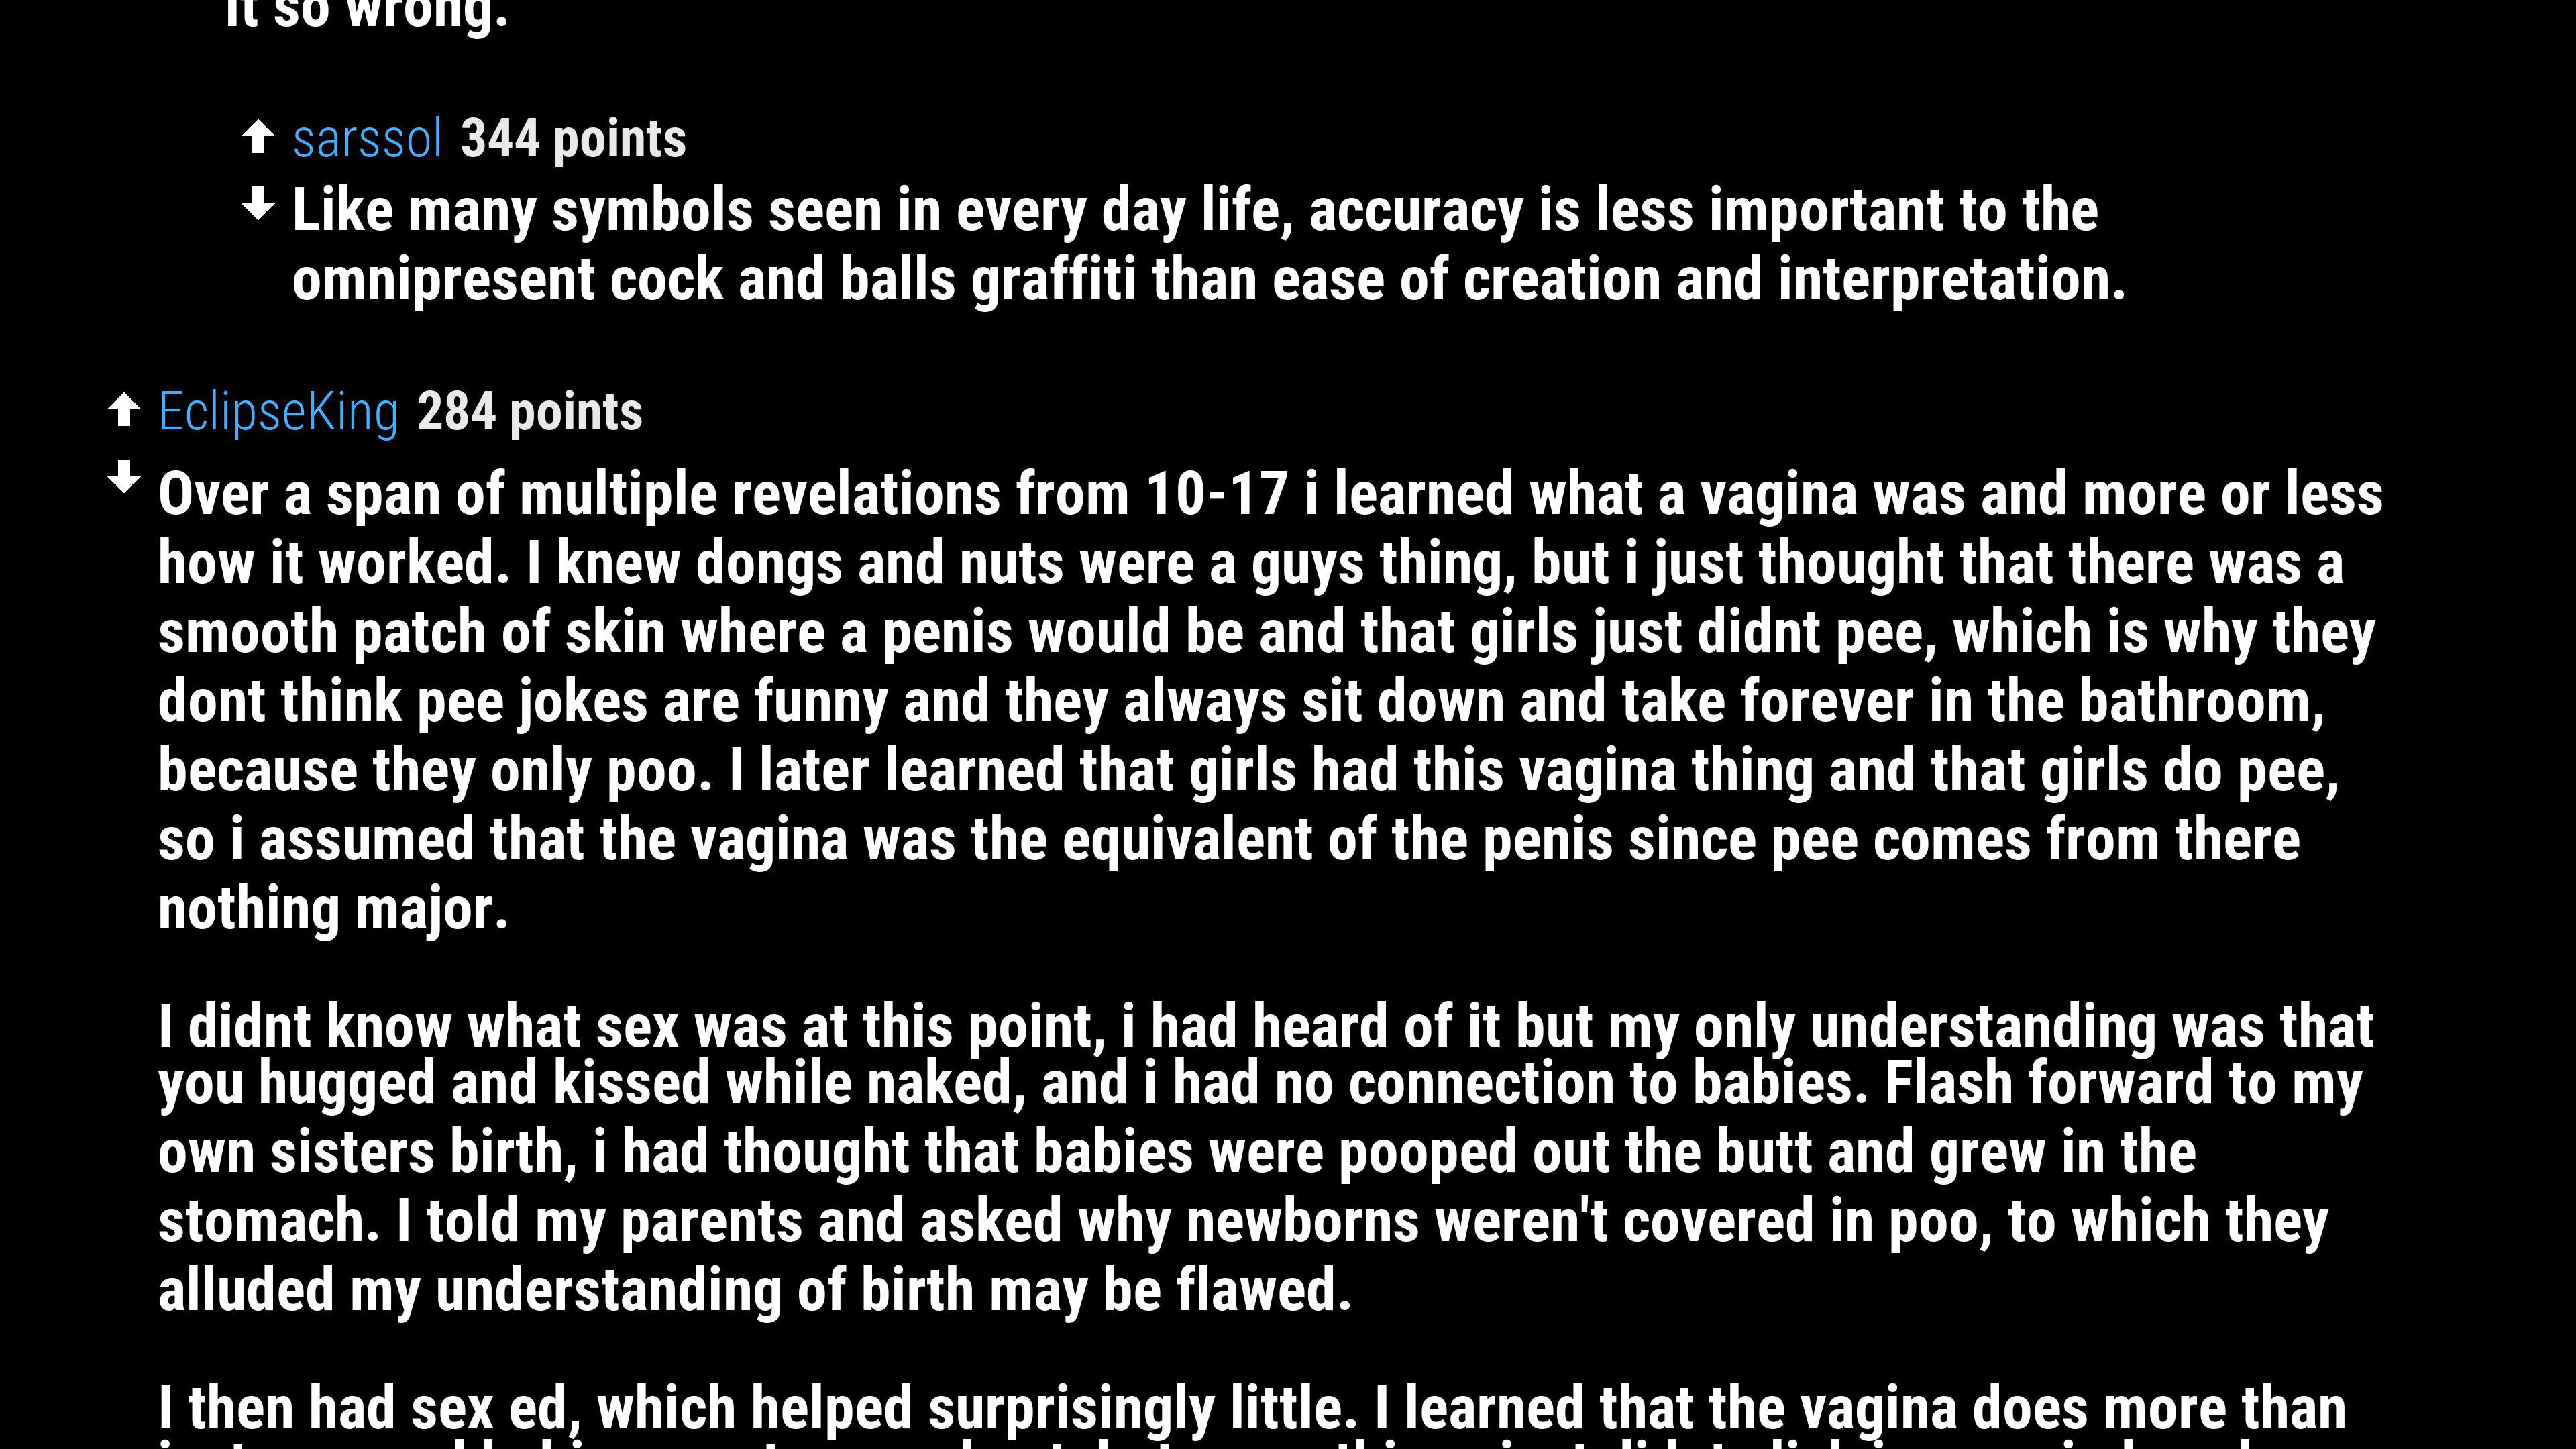 it so wrong.
sarssol 344 points
Like many symbols seen in every day life, accuracy is less important to the
omnipresent cock and balls graffiti than ease of creation and interpretation.
EclipseKing 284 points
Over a span of multiple revelations from 10-17 i learned what a vagina was and more or less
how it worked. I knew dongs and nuts were a guys thing, but i just thought that there was a
smooth patch of skin where a penis would be and that girls just didnt pee, which is why they
dont think pee jokes are funny and they always sit down and take forever in the bathroom,
because they only poo. I later learned that girls had this vagina thing and that girls do pee,
so i assumed that the vagina was the equivalent of the penis since pee comes from there
nothing major.
I didnt know what sex was at this point, i had heard of it but my only understanding was that
you hugged and kissed while naked, and i had no connection to babies. Flash forward to my
own sisters birth, i had thought that babies were pooped out the butt and grew in the
stomach. I told my parents and asked why newborns weren't covered in poo, to which they
alluded my understanding of birth may be flawed.
I then had sex ed, which helped surprisingly little. I learned that the vagina does more than